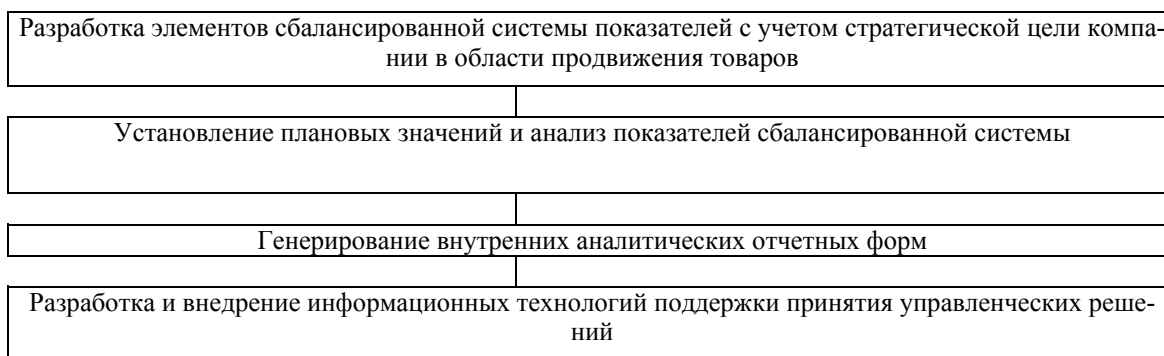 Разработка элементов сбалансированной системы показателей с учетом стратегической цели компа-
нии в области продвижения товаров
Установление плановых значений и анализ показателей сбалансированной системы
Генерирование внутренних аналитических отчетных форм
Разработка и внедрение информационных технологий поддержки принятия управленческих реше-
ний